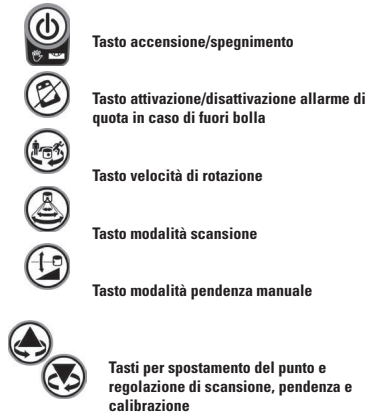 Tasto accensione/spegnimento
Tasto attivazione/disattivazione allarme di
quota in caso di fuori bolla
Tasto velocità di rotazione
Tasto modalità scansione
Tasto modalità pendenza manuale
Tasti per spostamento del punto e
regolazione di scansione, pendenza e
calibrazione